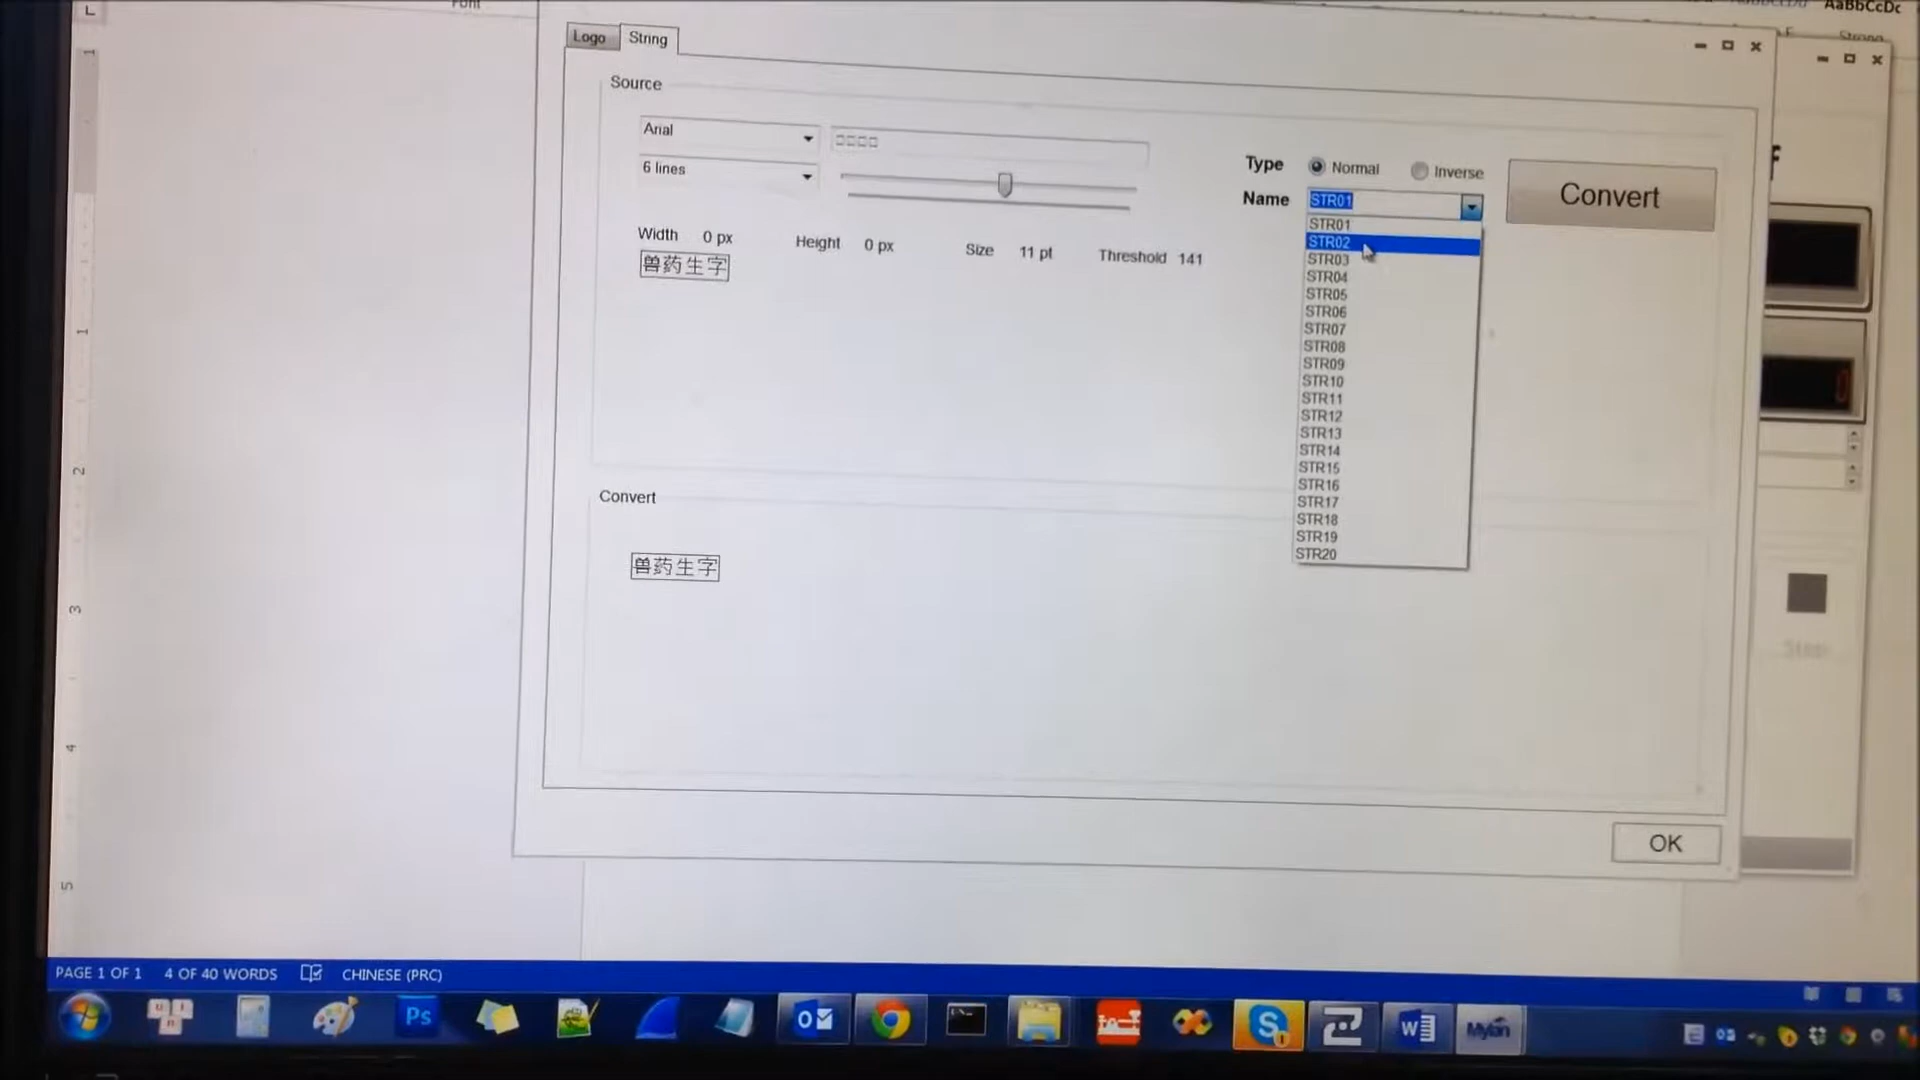 Font
AaBbCcDc
Strong
Logo
String
Source
Arial
□□□□
6 lines
Type
Normal
Inverse
Convert
Name
STR01
STR01
STR02
STR03
STR04
STR05
STR06
STR07
STR08
STR09
STR10
STR11
STR12
STR13
STR14
STR15
STR16
STR17
STR18
STR19
STR20
Width 0 px
Height 0 px
Size 11 pt
Threshold 141
兽药生字
Convert
兽药生字
OK
PAGE 1 OF 1
4 OF 40 WORDS
CHINESE (PRC)
Ps
Mylan